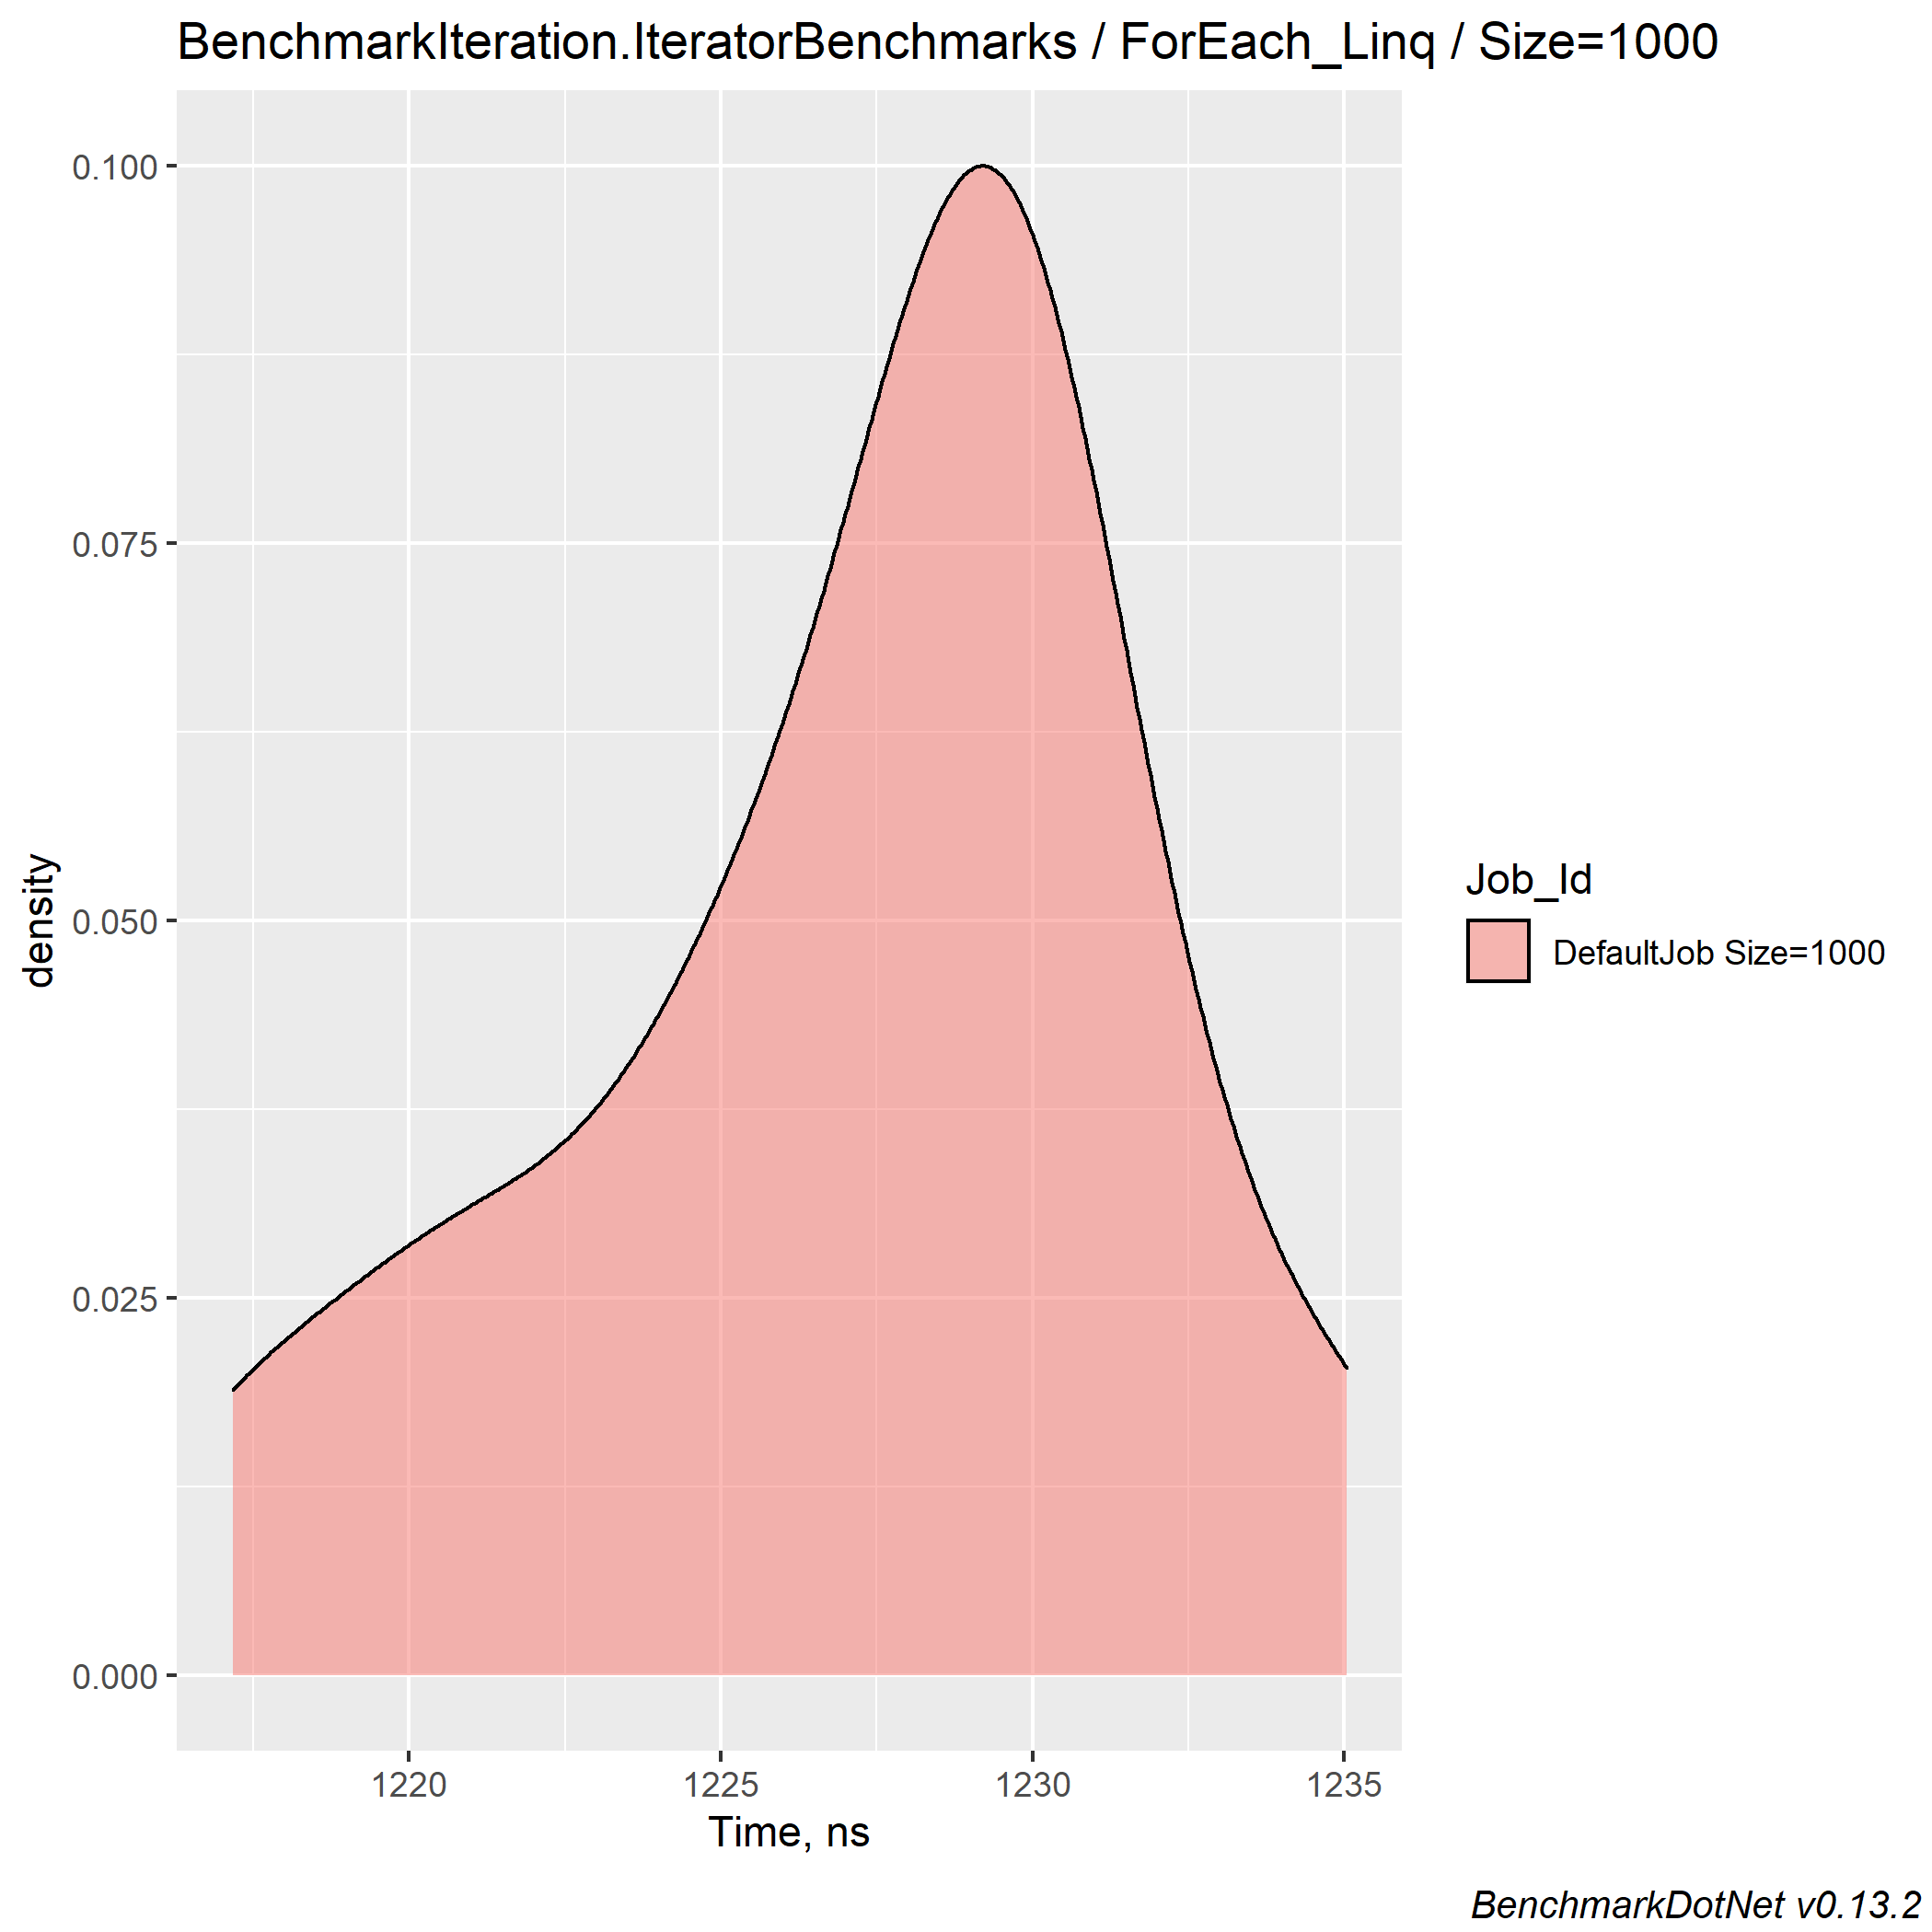 BenchmarkIteration.IteratorBenchmarks / ForEach_Linq / Size=1000
0.100
0.075
0.050
0.025
0.000
density
1220 1225 1230 1235
Time, ns
Job_Id
DefaultJob Size=1000
BenchmarkDotNet v0.13.2